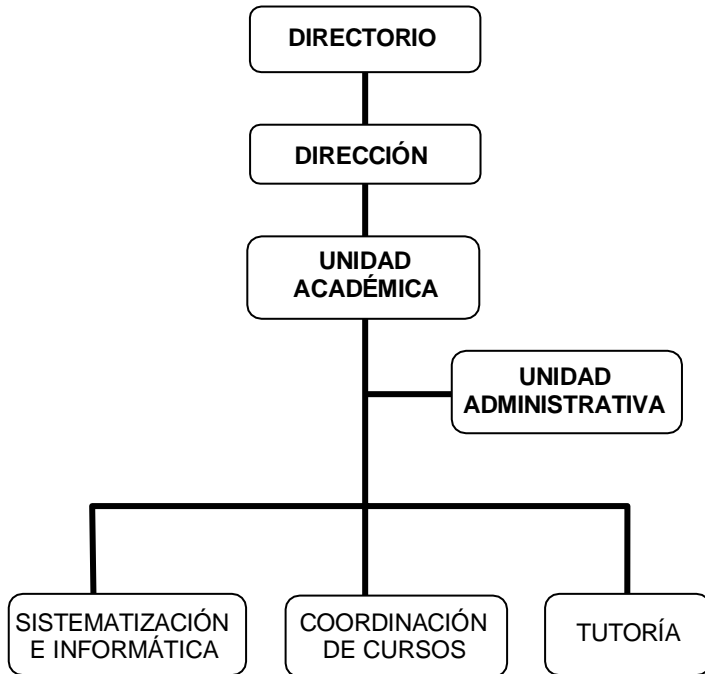 DIRECTORIO
DIRECCIÓN
UNIDAD
ACADÉMICA
UNIDAD
ADMINISTRATIVA
SISTEMATIZACIÓN
E INFORMÁTICA
COORDINACIÓN
DE CURSOS
TUTORÍA